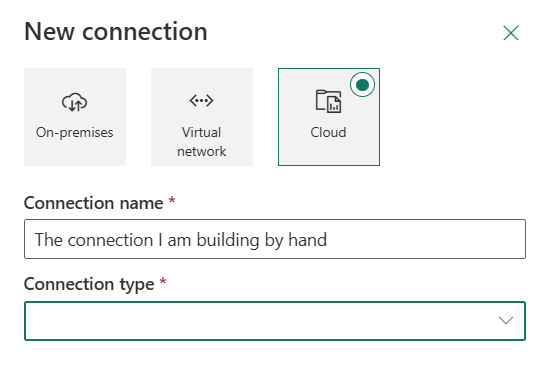 New connection
On-premises
Virtual
network
Cloud
Connection name *
The connection I am building by hand
Connection type *